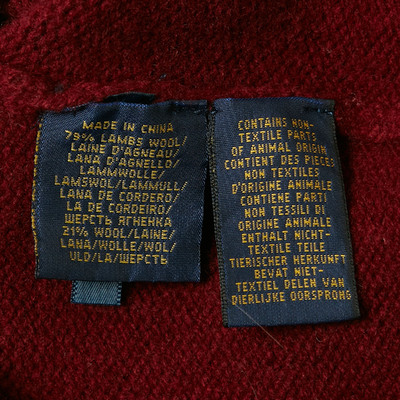 MADE IN CHINA
79% LAMBS WOOL/
LAINE D'AGNEAU/
LANA D'AGNELLO/
LAMMWOLLE/
LAMSWOL/LAMMULL/
LANA DE CORDERO/
LA DE CORDEIRO/
ШЕРСТЬ ЯГНЕНКА
21% WOOL/LAINE/
LANA/WOLLE/WOL/
ULD/LA/ШЕРСТЬ
CONTAINS NON-
TEXTILE PARTS
OF ANIMAL ORIGIN
CONTIENT DES PIECES
NON TEXTILES
D'ORIGINE ANIMALE
CONTIENE PARTI
NON TESSILI DI
ORIGINE ANIMALE
ENTHALT NICHT-
TEXTILE TEILE
TIERISCHER HERKUNFT
BEVAT NIET-
TEXTIEL DELEN VAN
DIERLIJKE OORSPRONG